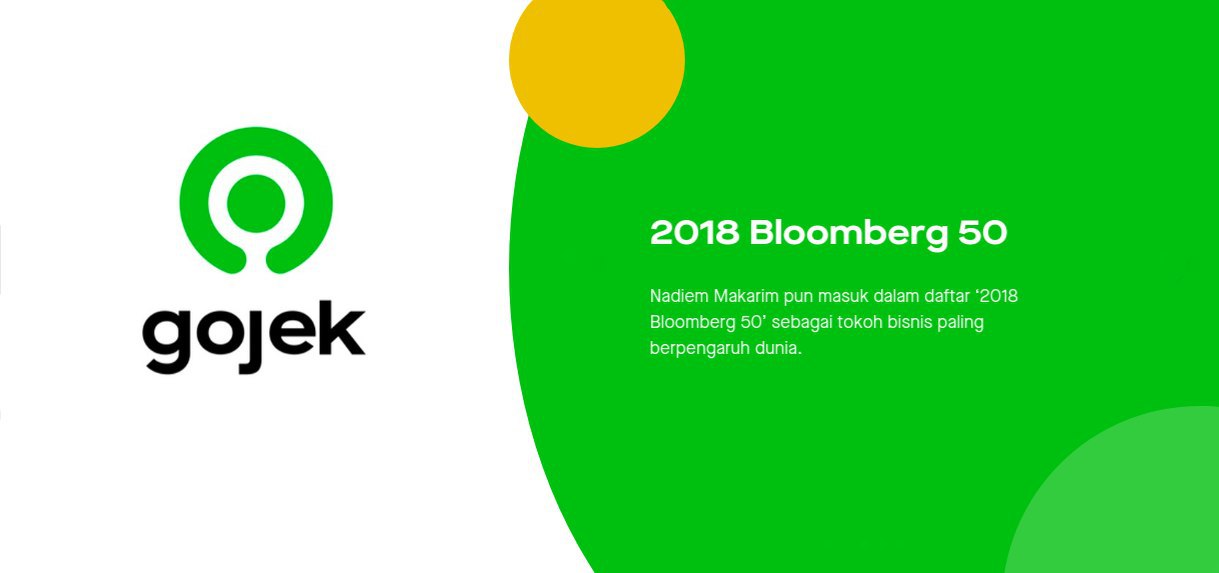 gojek
2018 Bloomberg 50
Nadiem Makarim pun masuk dalam daftar ‘2018
Bloomberg 50’ sebagai tokoh bisnis paling
berpengaruh dunia.